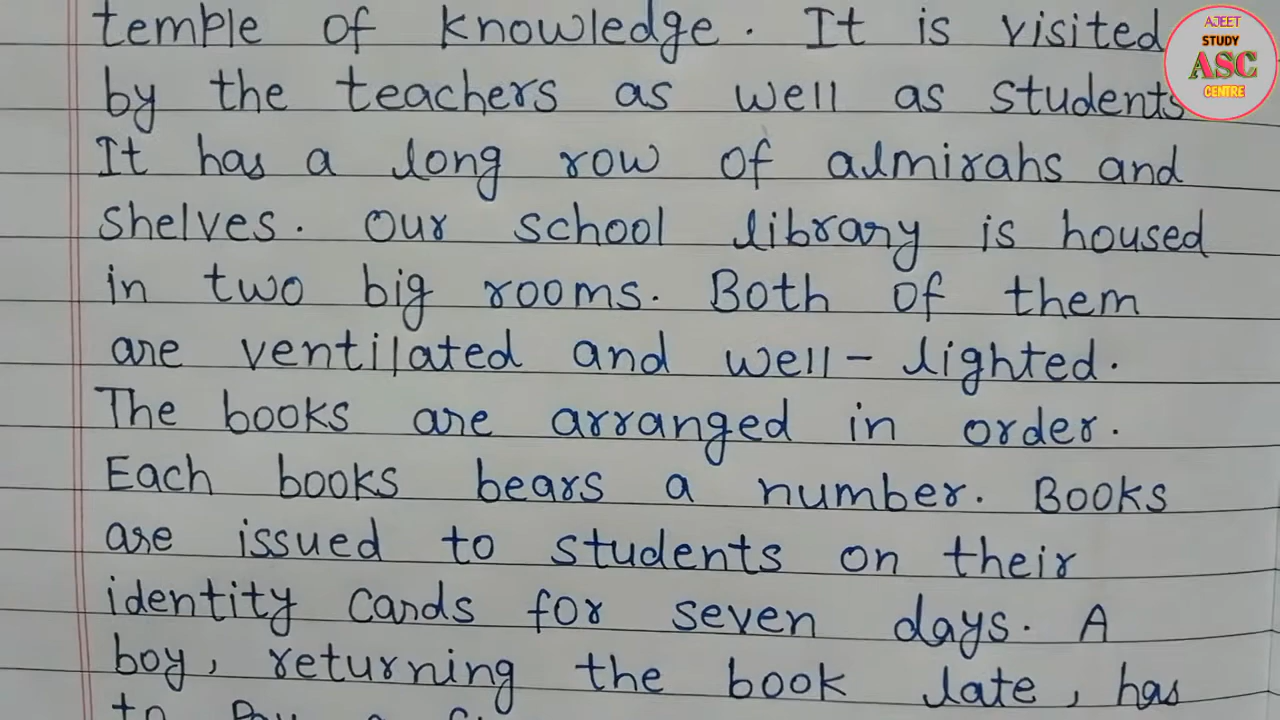 temple of knowledge. It is visited
by the teachers as well as students
It has a long row of almirahs and
shelves. Our school library is housed
in two big rooms. Both of them
are ventilated and well-lighted.
The books are arranged in order.
Each books bears a number. Books
are issued to students on their
identity cards for seven days. A
boy, returning the book late, has
to
AJEET
STUDY
ASC
CENTRE